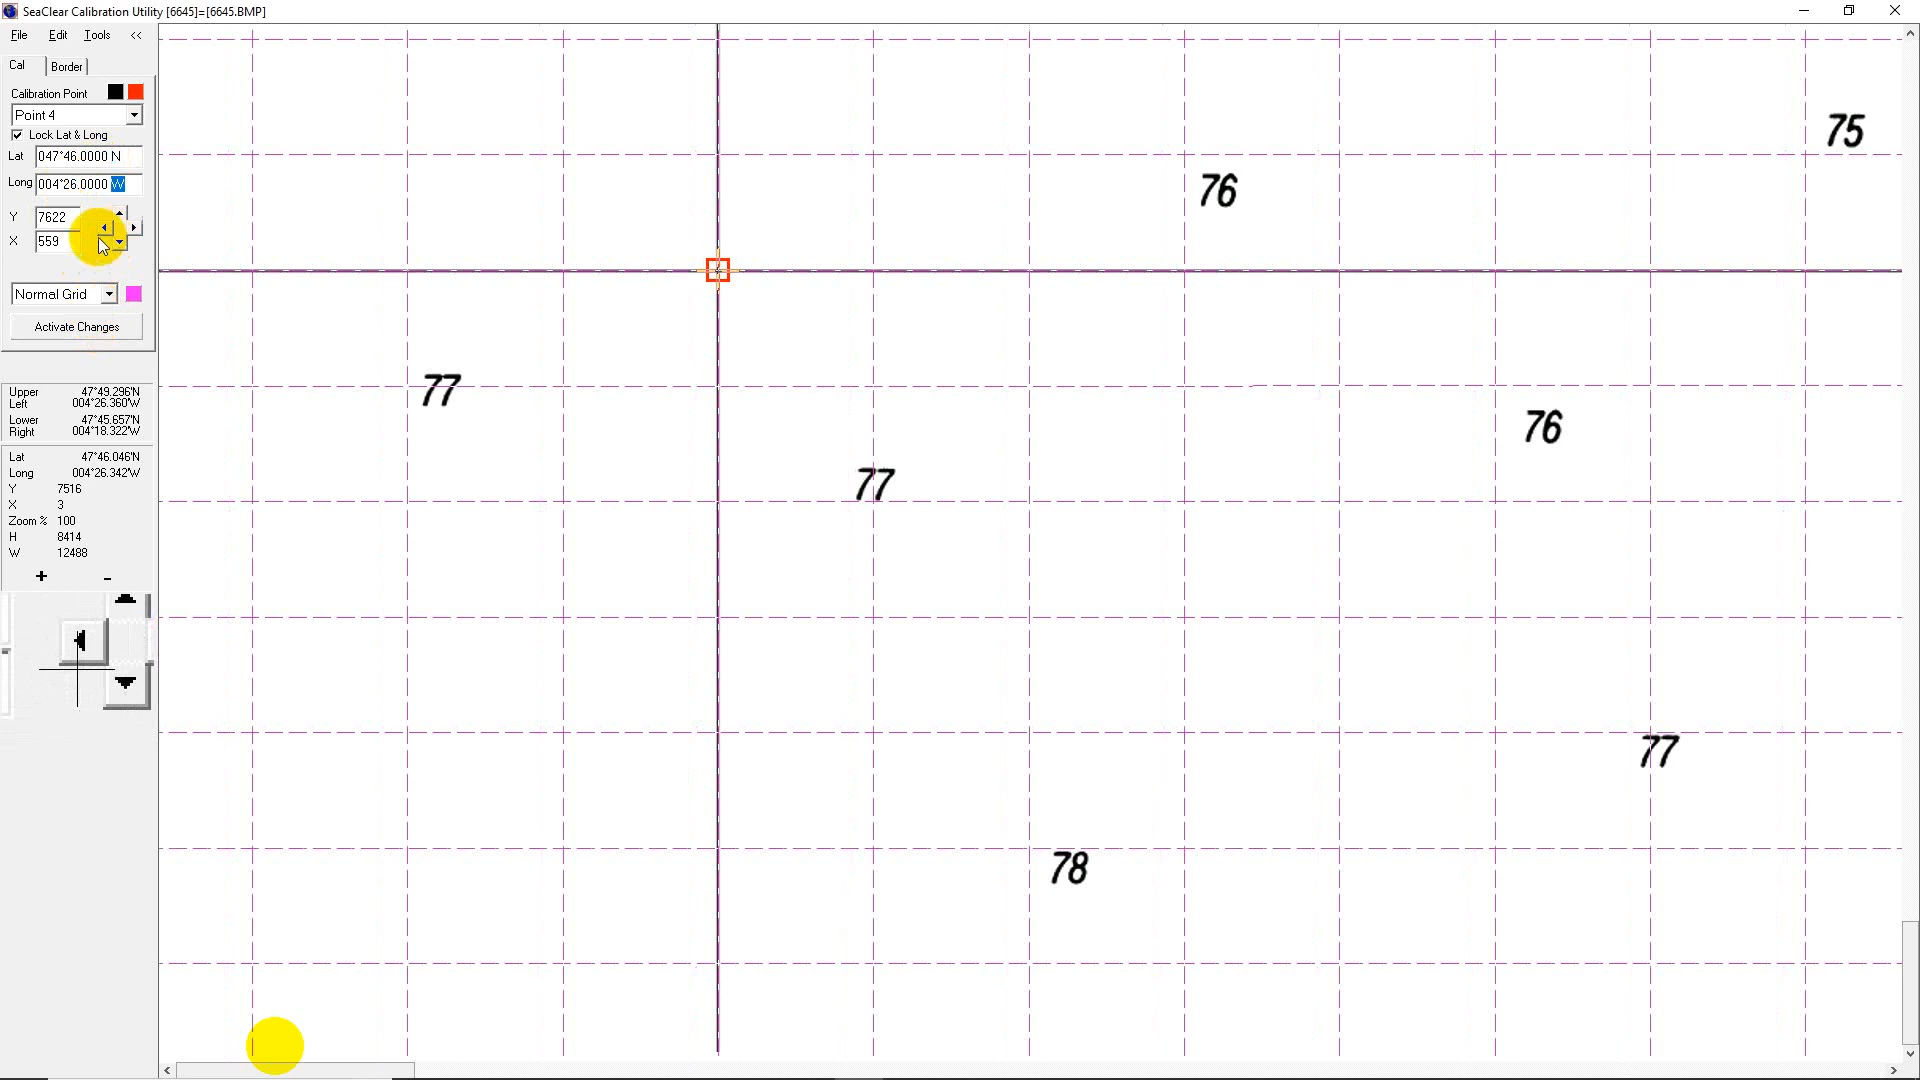 SeaClear Calibration Utility [6645]=[6645.BMP]
File Edit Tools <<
Cal Border
Calibration Point
Point 4
Lock Lat & Long
Lat 047°46.0000 N
Long 004°26.0000 W
Y 7622
X 559
Normal Grid
Activate Changes
Upper 47°49.296'N
Left 004°26.360'W
Lower 47°45.657'N
Right 004°18.322'W
Lat 47°46.046'N
Long 004°26.342'W
Y 7516
X 3
Zoom % 100
H 8414
W 12488
+ -
75
76
77
76
77
77
78